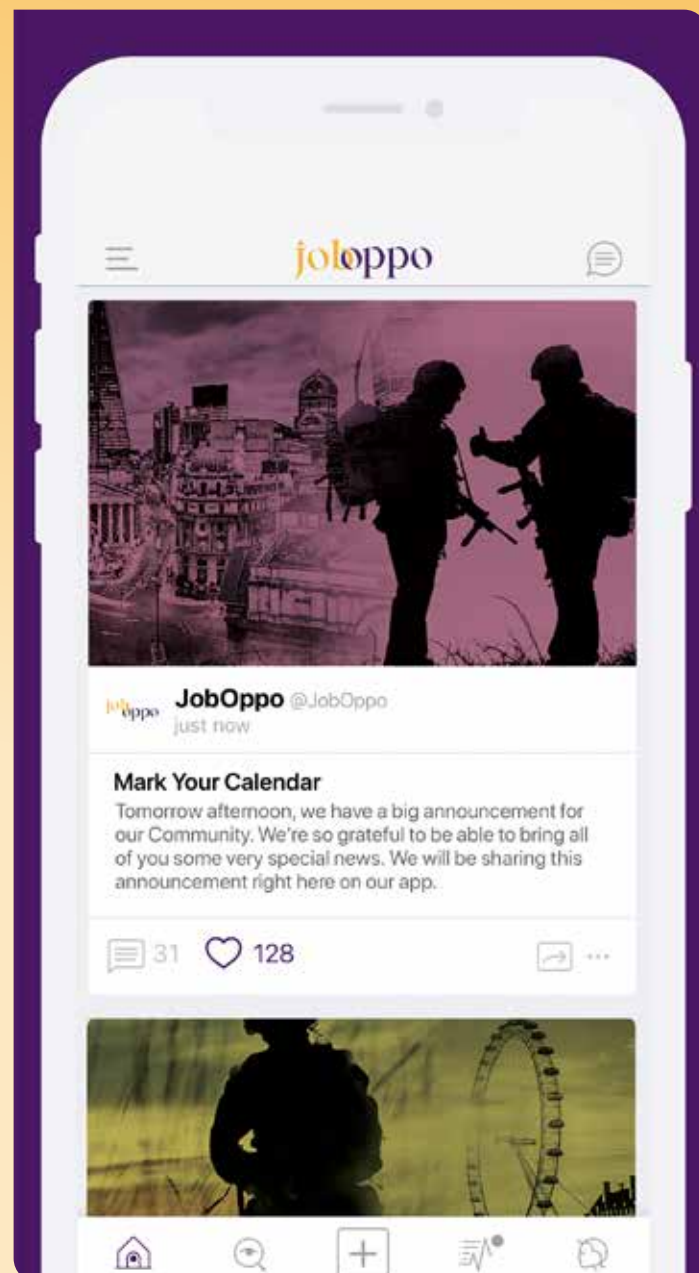 joboppo
job
oppo
JobOppo @JobOppo
just now
Mark Your Calendar
Tomorrow afternoon, we have a big announcement for
our Community. We're so grateful to be able to bring all
of you some very special news. We will be sharing this
announcement right here on our app.
31 128